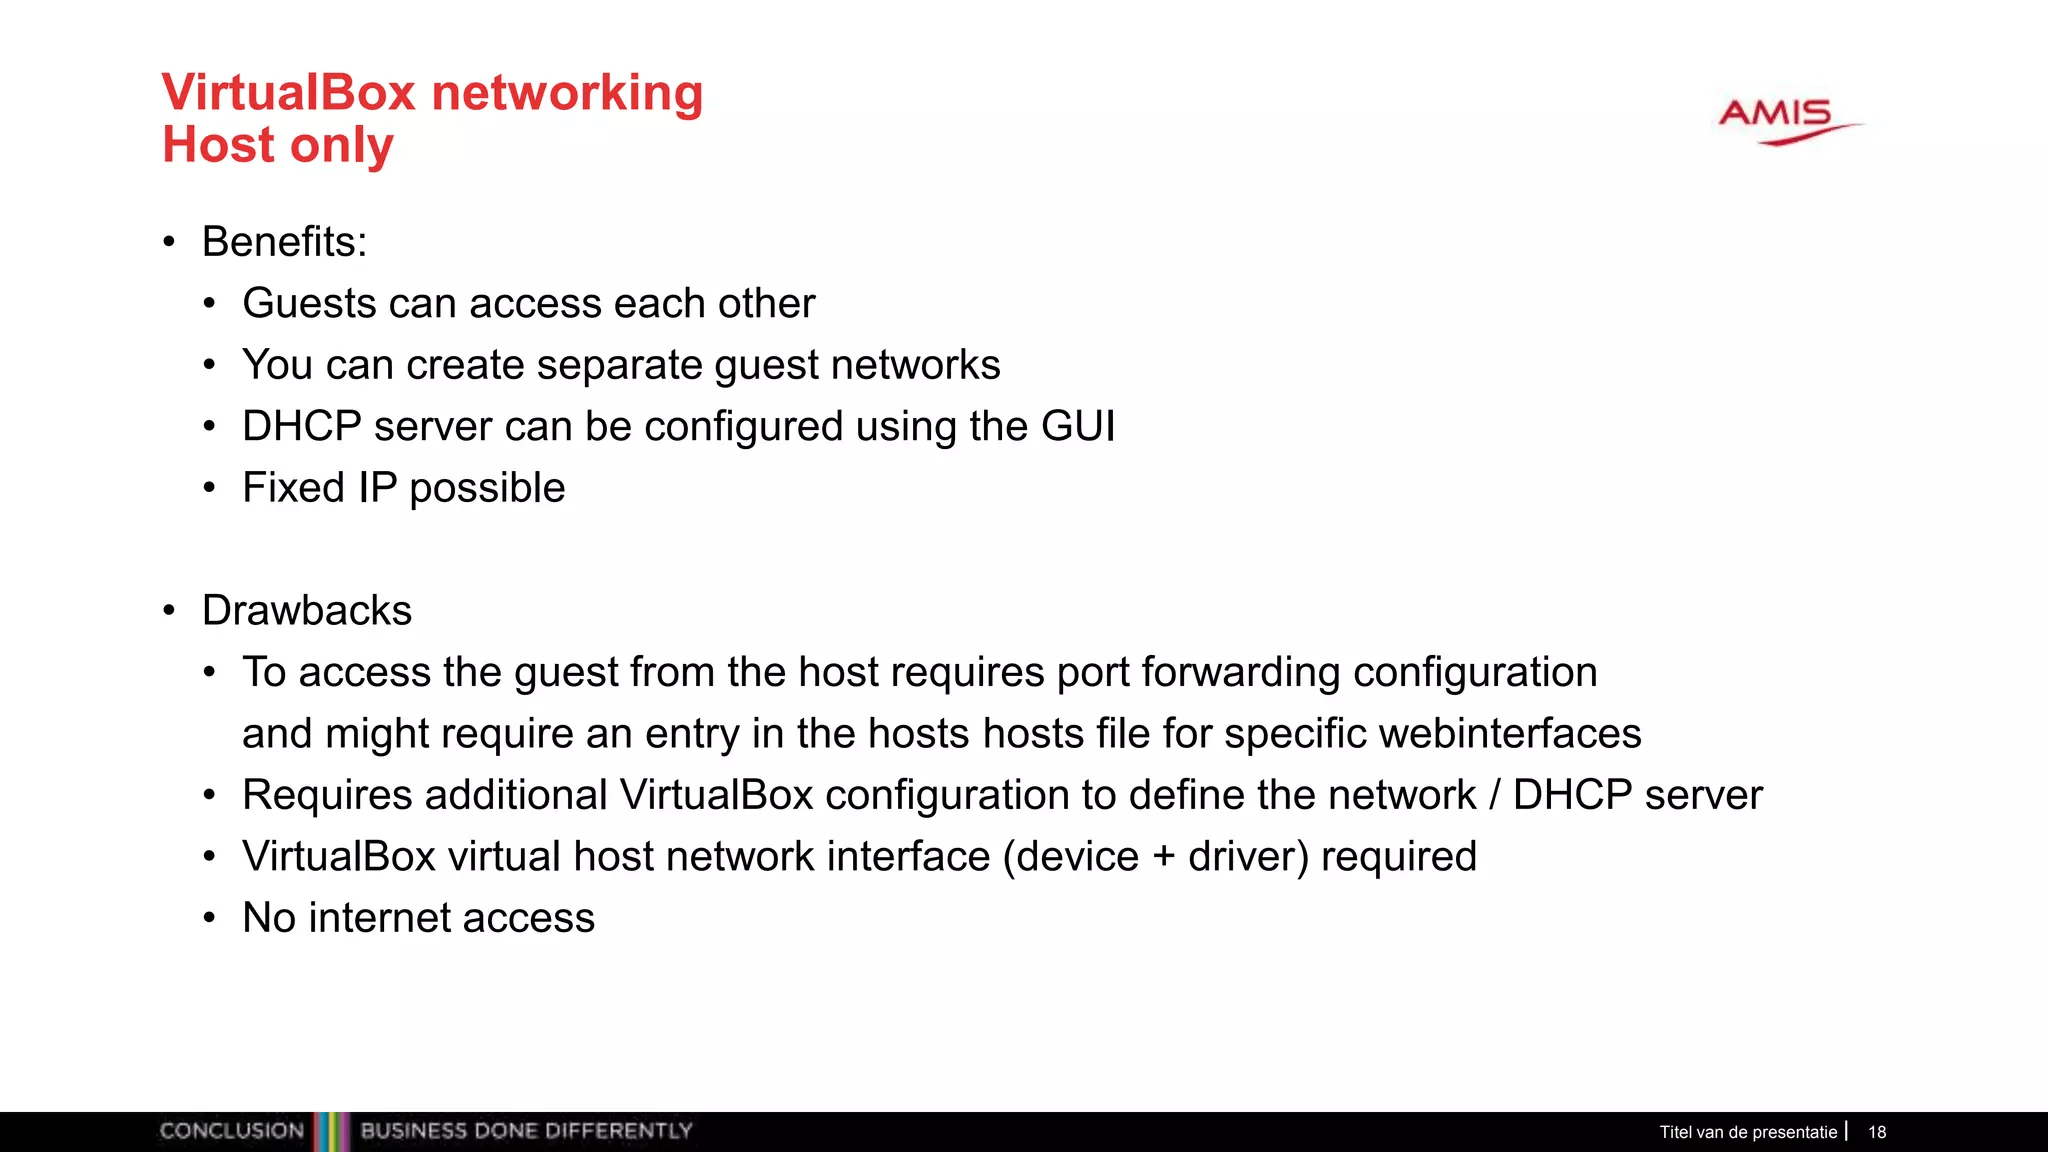 VirtualBox networking
Host only
AMIS
• Benefits:
• Guests can access each other
• You can create separate guest networks
• DHCP server can be configured using the GUI
• Fixed IP possible
• Drawbacks
• To access the guest from the host requires port forwarding configuration
and might require an entry in the hosts hosts file for specific webinterfaces
• Requires additional VirtualBox configuration to define the network / DHCP server
• VirtualBox virtual host network interface (device + driver) required
• No internet access
CONCLUSION BUSINESS DONE DIFFERENTLY
Titel van de presentatie | 18